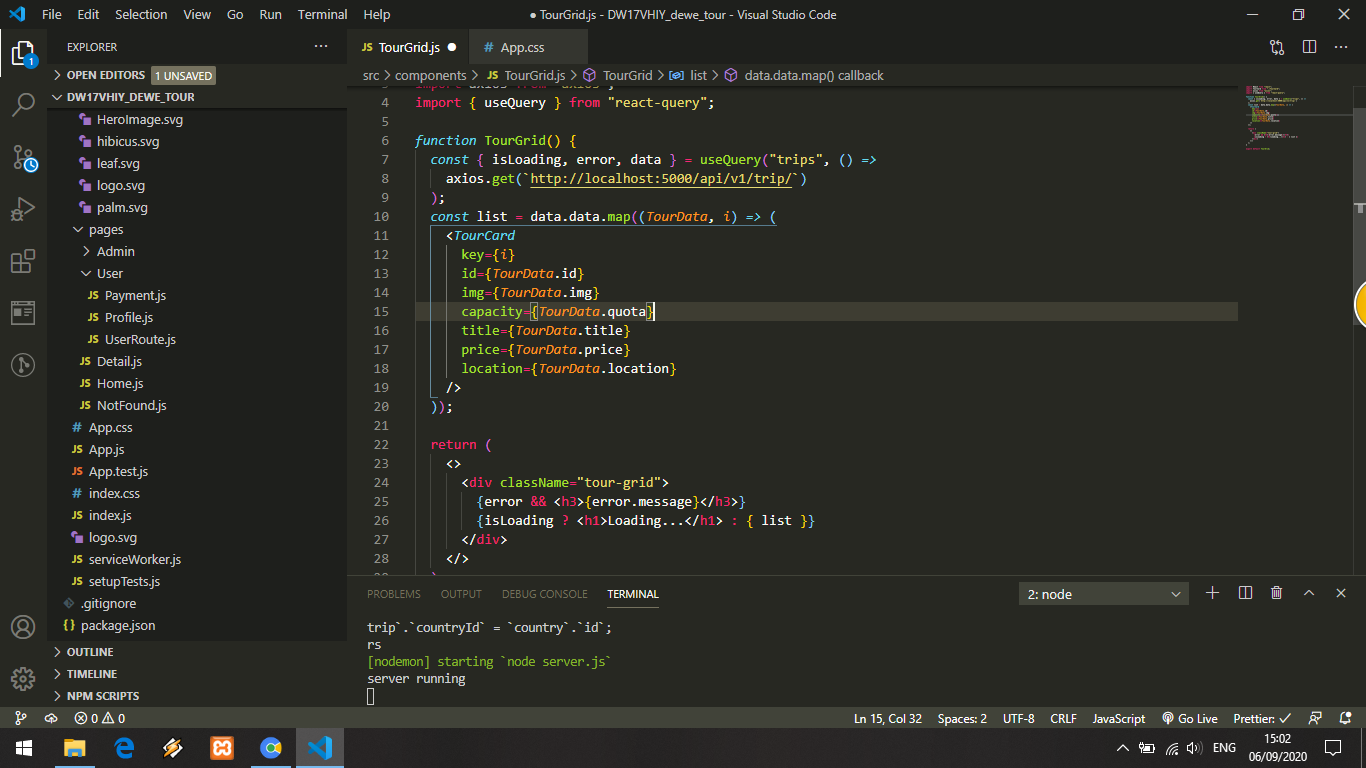 File Edit Selection View Go Run Terminal Help
● TourGrid.js - DW17VHIY_dewe_tour - Visual Studio Code
EXPLORER
OPEN EDITORS 1 UNSAVED
DW17VHIY_DEWE_TOUR
HeroImage.svg
hibicus.svg
leaf.svg
logo.svg
palm.svg
pages
Admin
User
JS Payment.js
JS Profile.js
JS UserRoute.js
JS Detail.js
JS Home.js
JS NotFound.js
# App.css
JS App.js
JS App.test.js
# index.css
JS index.js
logo.svg
JS serviceWorker.js
JS setupTests.js
.gitignore
{} package.json
OUTLINE
TIMELINE
NPM SCRIPTS
1
JS TourGrid.js ●
# App.css
src > components > JS TourGrid.js > TourGrid > list > data.data.map() callback
3 import axios from "axios";
4 import { useQuery } from "react-query";
5
6 function TourGrid() {
7 const { isLoading, error, data } = useQuery("trips", () =>
8 axios.get(`http://localhost:5000/api/v1/trip/`)
9 );
10 const list = data.data.map((TourData, i) => (
11 <TourCard
12 key={i}
13 id={TourData.id}
14 img={TourData.img}
15 capacity={TourData.quota}
16 title={TourData.title}
17 price={TourData.price}
18 location={TourData.location}
19 />
20 ));
21
22 return (
23 <>
24 <div className="tour-grid">
25 {error && <h3>{error.message}</h3>}
26 {isLoading ? <h1>Loading...</h1> : { list }}
27 </div>
28 </>
PROBLEMS OUTPUT DEBUG CONSOLE TERMINAL
2: node
trip`.`countryId` = `country`.`id`;
rs
[nodemon] starting `node server.js`
server running
0 0
Ln 15, Col 32 Spaces: 2 UTF-8 CRLF JavaScript Go Live Prettier: ✓
ENG
15:02
06/09/2020